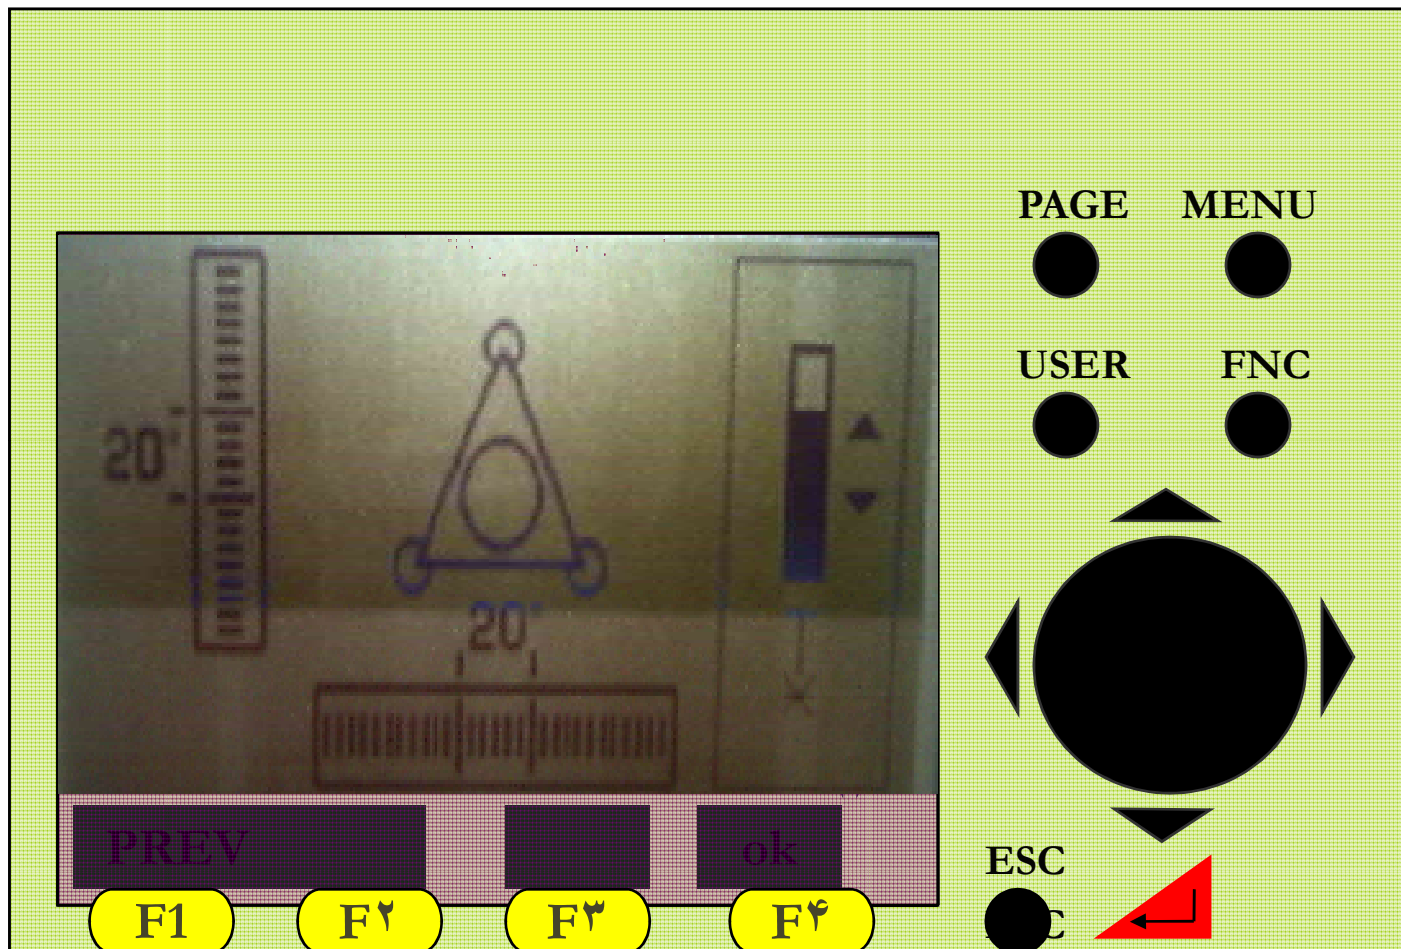 PAGE MENU
USER FNC
20"
20"
PREV ok
ESC
F1 F۲ F۳ F۴